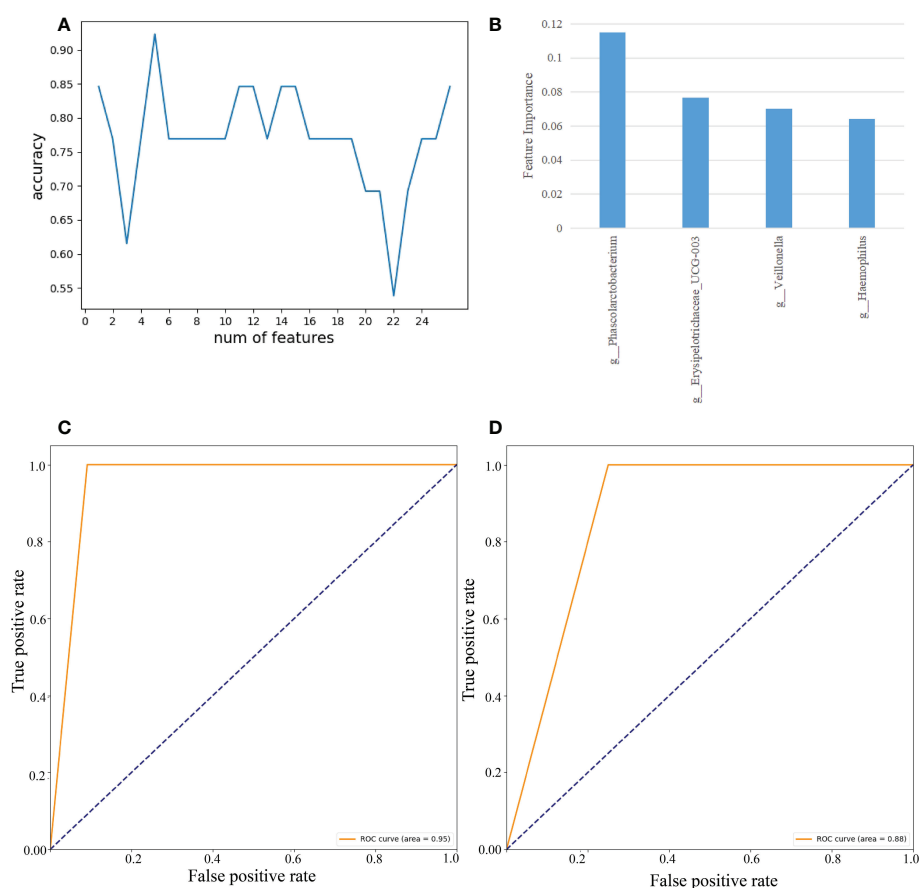 A
accuracy
0.90
0.85
0.80
0.75
0.70
0.65
0.60
0.55
0 2 4 6 8 10 12 14 16 18 20 22 24
num of features
B
Feature Importance
0.12
0.1
0.08
0.06
0.04
0.02
0
g__Phascolarctobacterium
g__Erysipelotrichaceae_UCG-003
g__Veillonella
g__Haemophilus
C
True positive rate
1.0
0.8
0.6
0.4
0.2
0.00
0.2 0.4 0.6 0.8 1.0
False positive rate
ROC curve (area = 0.95)
D
True positive rate
1.0
0.8
0.6
0.4
0.2
0.00
0.2 0.4 0.6 0.8 1.0
False positive rate
ROC curve (area = 0.88)